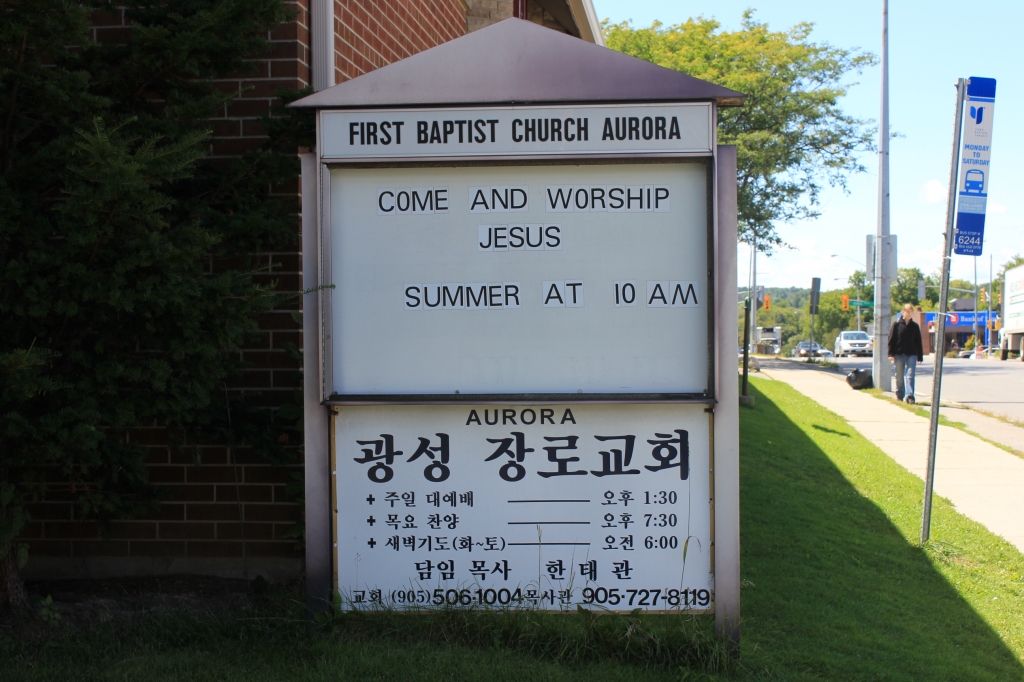 FIRST BAPTIST CHURCH AURORA
COME AND WORSHIP
JESUS
SUMMER AT 10 AM
AURORA
광성 장로교회
+ 주일 대예배 오후 1:30
+ 목요 찬양 오후 7:30
+ 새벽기도(화~토) 오전 6:00
담임 목사 한태관
교회 (905) 506·1004 목사관 905·727·8119
MONDAY
TO
SATURDAY
6244